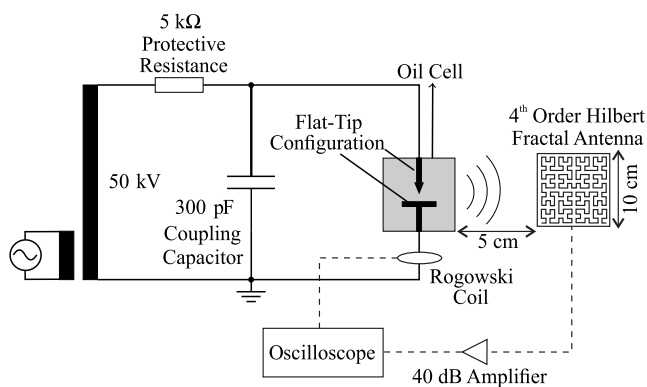 5 kΩ
Protective
Resistance
Oil Cell
4th Order Hilbert
Fractal Antenna
Flat-Tip
Configuration
50 kV
10 cm
300 pF
Coupling
Capacitor
5 cm
Rogowski
Coil
Oscilloscope
40 dB Amplifier